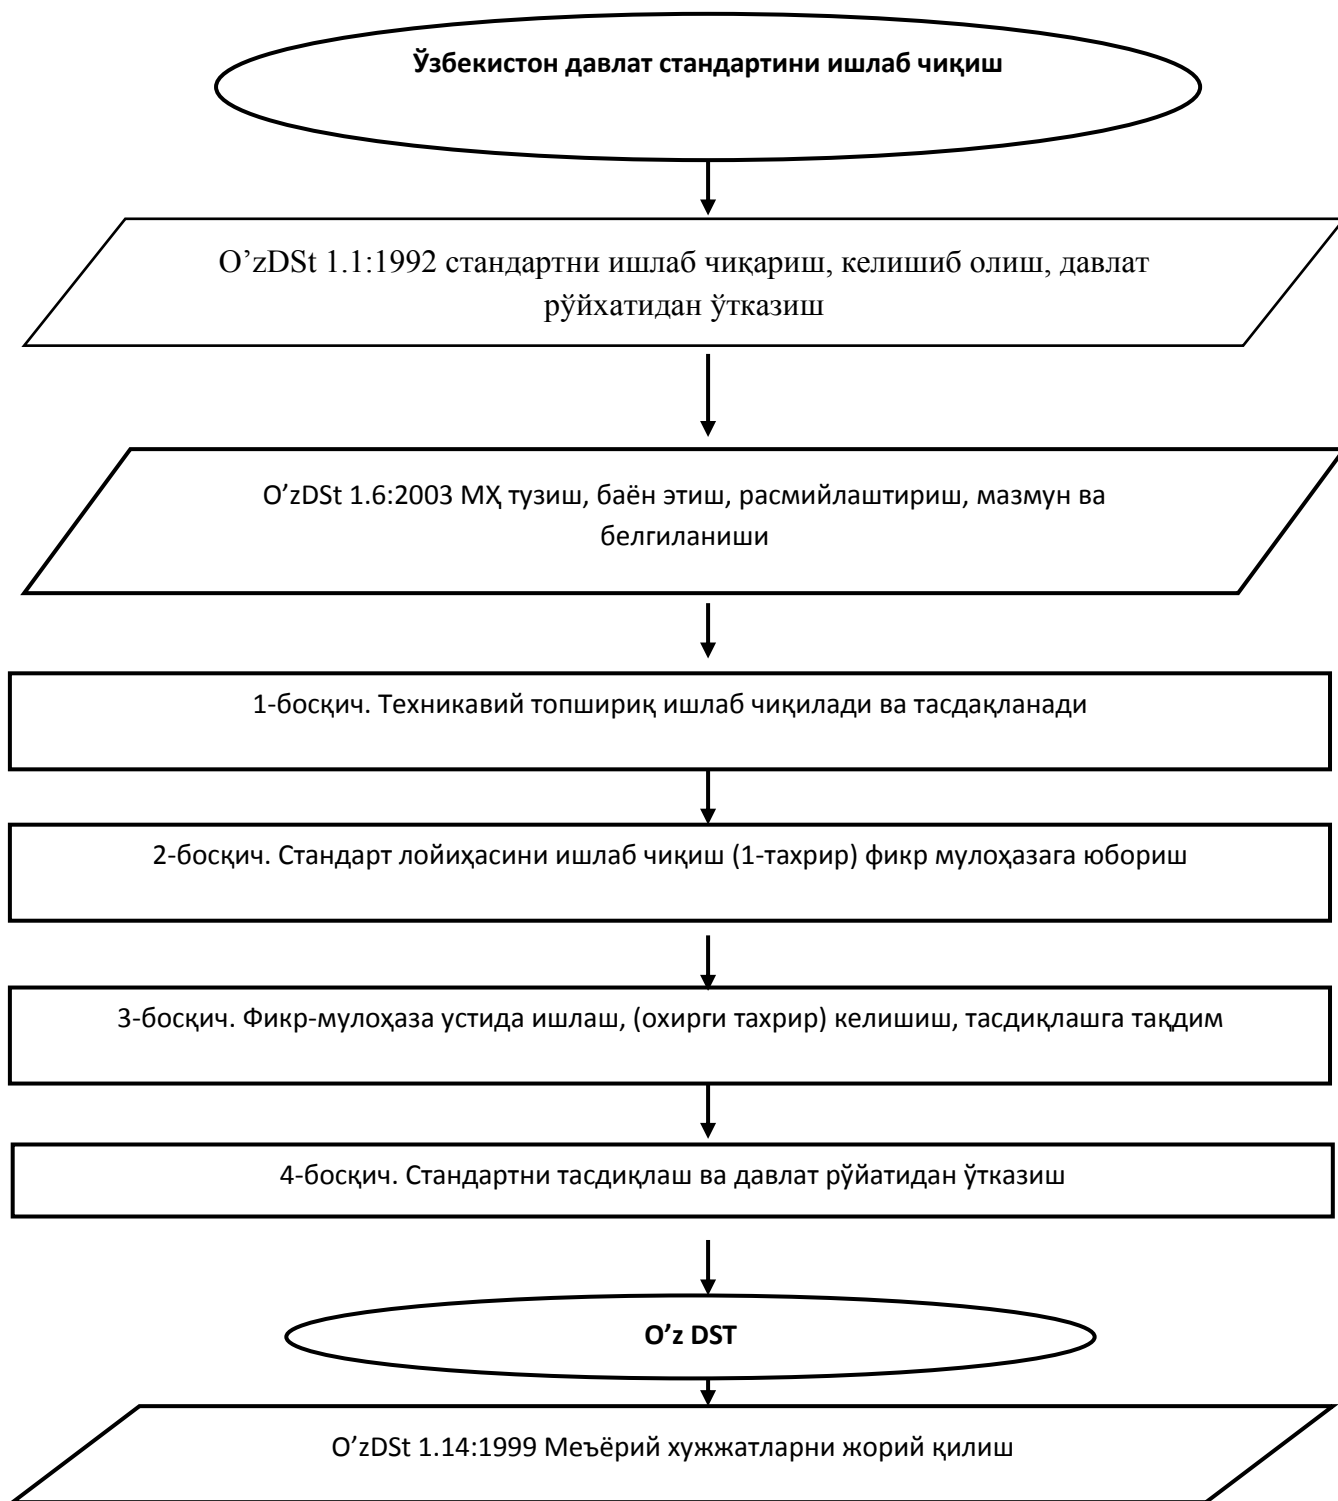 Ўзбекистон давлат стандартини ишлаб чиқиш
O’zDSt 1.1:1992 стандартни ишлаб чиқариш, келишиб олиш, давлат
рўйхатидан ўтказиш
O’zDSt 1.6:2003 МҲ тузиш, баён этиш, расмийлаштириш, мазмун ва
белгиланиши
1-босқич. Техникавий топшириқ ишлаб чиқилади ва тасдақланади
2-босқич. Стандарт лойиҳасини ишлаб чиқиш (1-тахрир) фикр мулоҳазага юбориш
3-босқич. Фикр-мулоҳаза устида ишлаш, (охирги тахрир) келишиш, тасдиқлашга тақдим
4-босқич. Стандартни тасдиқлаш ва давлат рўйатидан ўтказиш
O’z DST
O’zDSt 1.14:1999 Меъёрий хужжатларни жорий қилиш